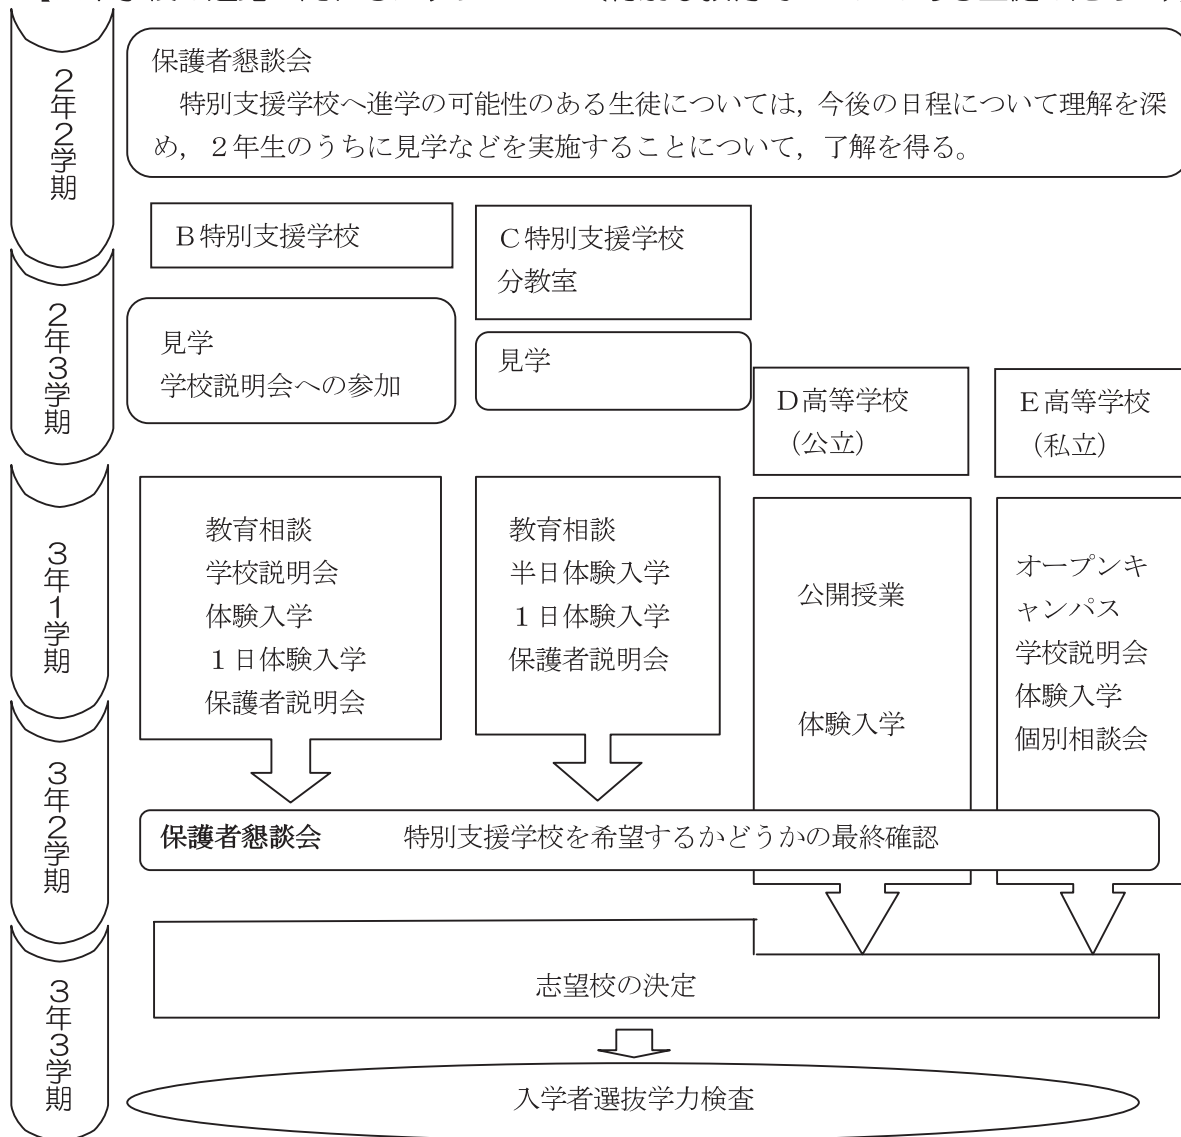 2年2学期
保護者懇談会
特別支援学校へ進学の可能性のある生徒については，今後の日程について理解を深
め，２年生のうちに見学などを実施することについて，了解を得る。
Ｂ特別支援学校
Ｃ特別支援学校
分教室
2年3学期
見学
学校説明会への参加
見学
Ｄ高等学校
（公立）
Ｅ高等学校
（私立）
3年1学期
教育相談
学校説明会
体験入学
１日体験入学
保護者説明会
教育相談
半日体験入学
１日体験入学
保護者説明会
公開授業
体験入学
オープンキ
ャンパス
学校説明会
体験入学
個別相談会
3年2学期
保護者懇談会　　　特別支援学校を希望するかどうかの最終確認
3年3学期
志望校の決定
入学者選抜学力検査